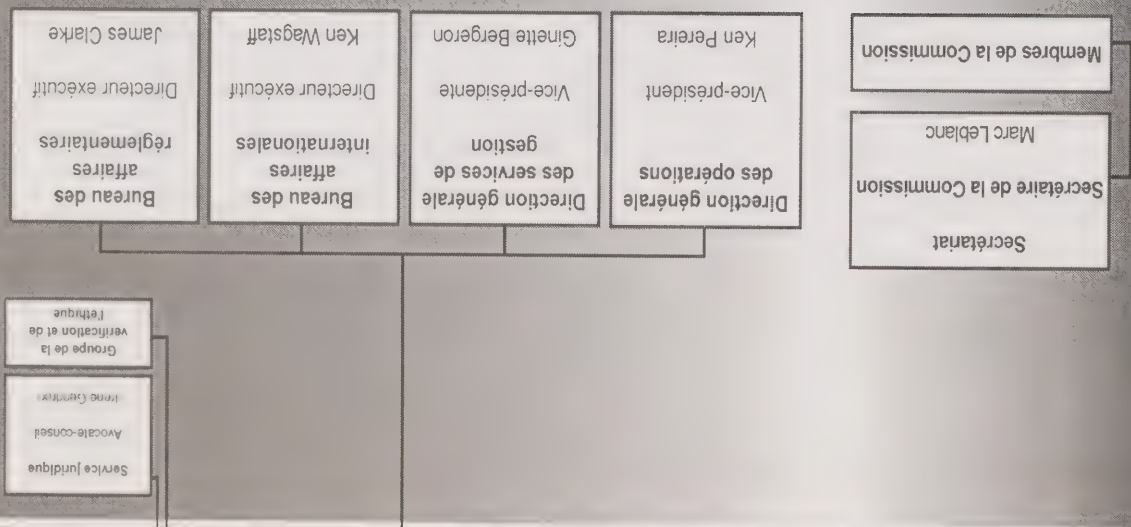 Service juridique
Avocate-conseil
Groupe de la
vérification et de
l'éthique
Secrétariat
Secrétaire de la Commission
Marc Leblanc
Membres de la Commission
Direction générale
des opérations
Vice-président
Ken Pereira
Direction générale
des services de
gestion
Vice-présidente
Ginette Bergeron
Bureau des
affaires
internationales
Directeur exécutif
Ken Wagstaff
Bureau des
affaires
réglementaires
Directeur exécutif
James Clarke